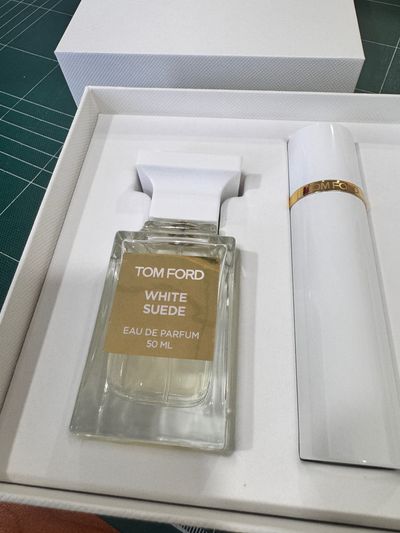 TOM FORD
WHITE
SUEDE
EAU DE PARFUM
50 ML
TOM FORD